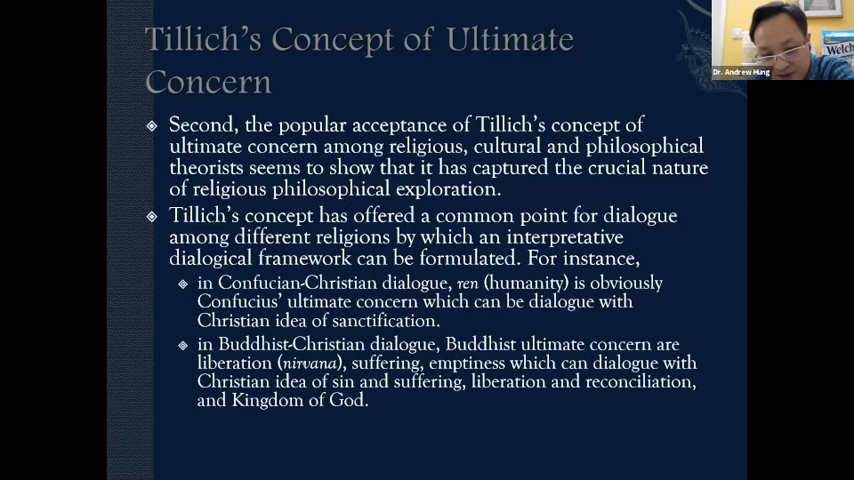 Tillich's Concept of Ultimate
Concern
Second, the popular acceptance of Tillich's concept of
ultimate concern among religious, cultural and philosophical
theorists seems to show that it has captured the crucial nature
of religious philosophical exploration.
Tillich's concept has offered a common point for dialogue
among different religions by which an interpretative
dialogical framework can be formulated. For instance,
in Confucian-Christian dialogue, ren (humanity) is obviously
Confucius' ultimate concern which can be dialogue with
Christian idea of sanctification.
in Buddhist-Christian dialogue, Buddhist ultimate concern are
liberation (nirvana), suffering, emptiness which can dialogue with
Christian idea of sin and suffering, liberation and reconciliation,
and Kingdom of God.
Dr. Andrew Hung
Welch